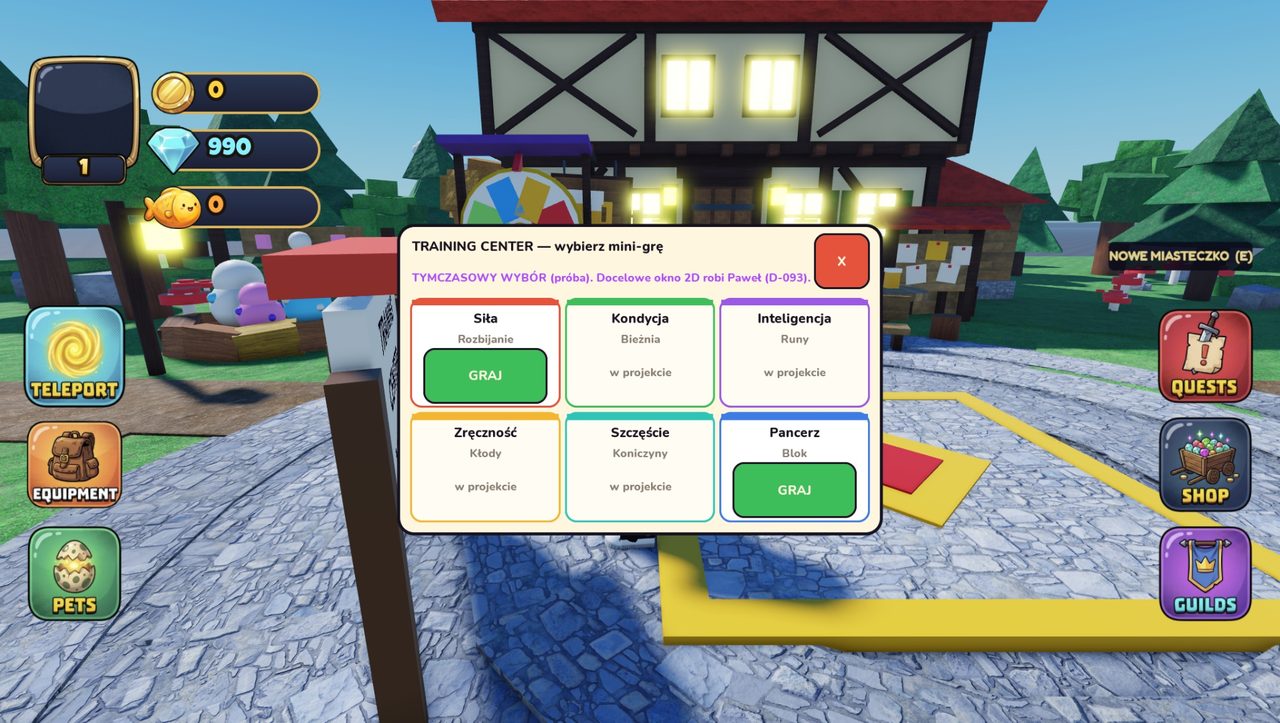 0
990
1
0
TRAINING CENTER — wybierz mini-grę
X
TYMCZASOWY WYBÓR (próba). Docelowe okno 2D robi Paweł (D-093).
NOWE MIASTECZKO (E)
Siła
Rozbijanie
GRAJ
Kondycja
Bieżnia
w projekcie
Inteligencja
Runy
w projekcie
Zręczność
Kłody
w projekcie
Szczęście
Koniczyny
w projekcie
Pancerz
Blok
GRAJ
TELEPORT
EQUIPMENT
PETS
QUESTS
SHOP
GUILDS